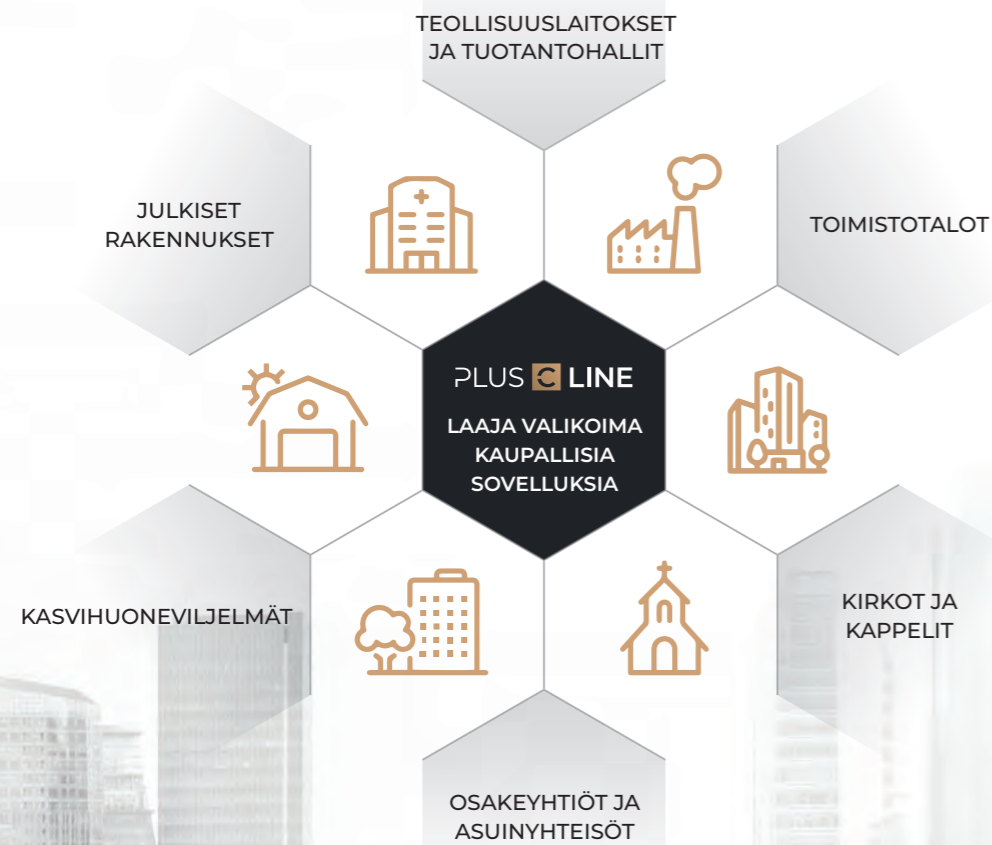 TEOLLISUUSLAITOKSET
JA TUOTANTOHALLIT
JULKISET
RAKENNUKSET
TOIMISTOTALOT
PLUS C LINE
LAAJA VALIKOIMA
KAUPALLISIA
SOVELLUKSIA
KASVIHUONEVILJELMÄT
KIRKOT JA
KAPPELIT
OSAKEYHTIÖT JA
ASUINYHTEISÖT